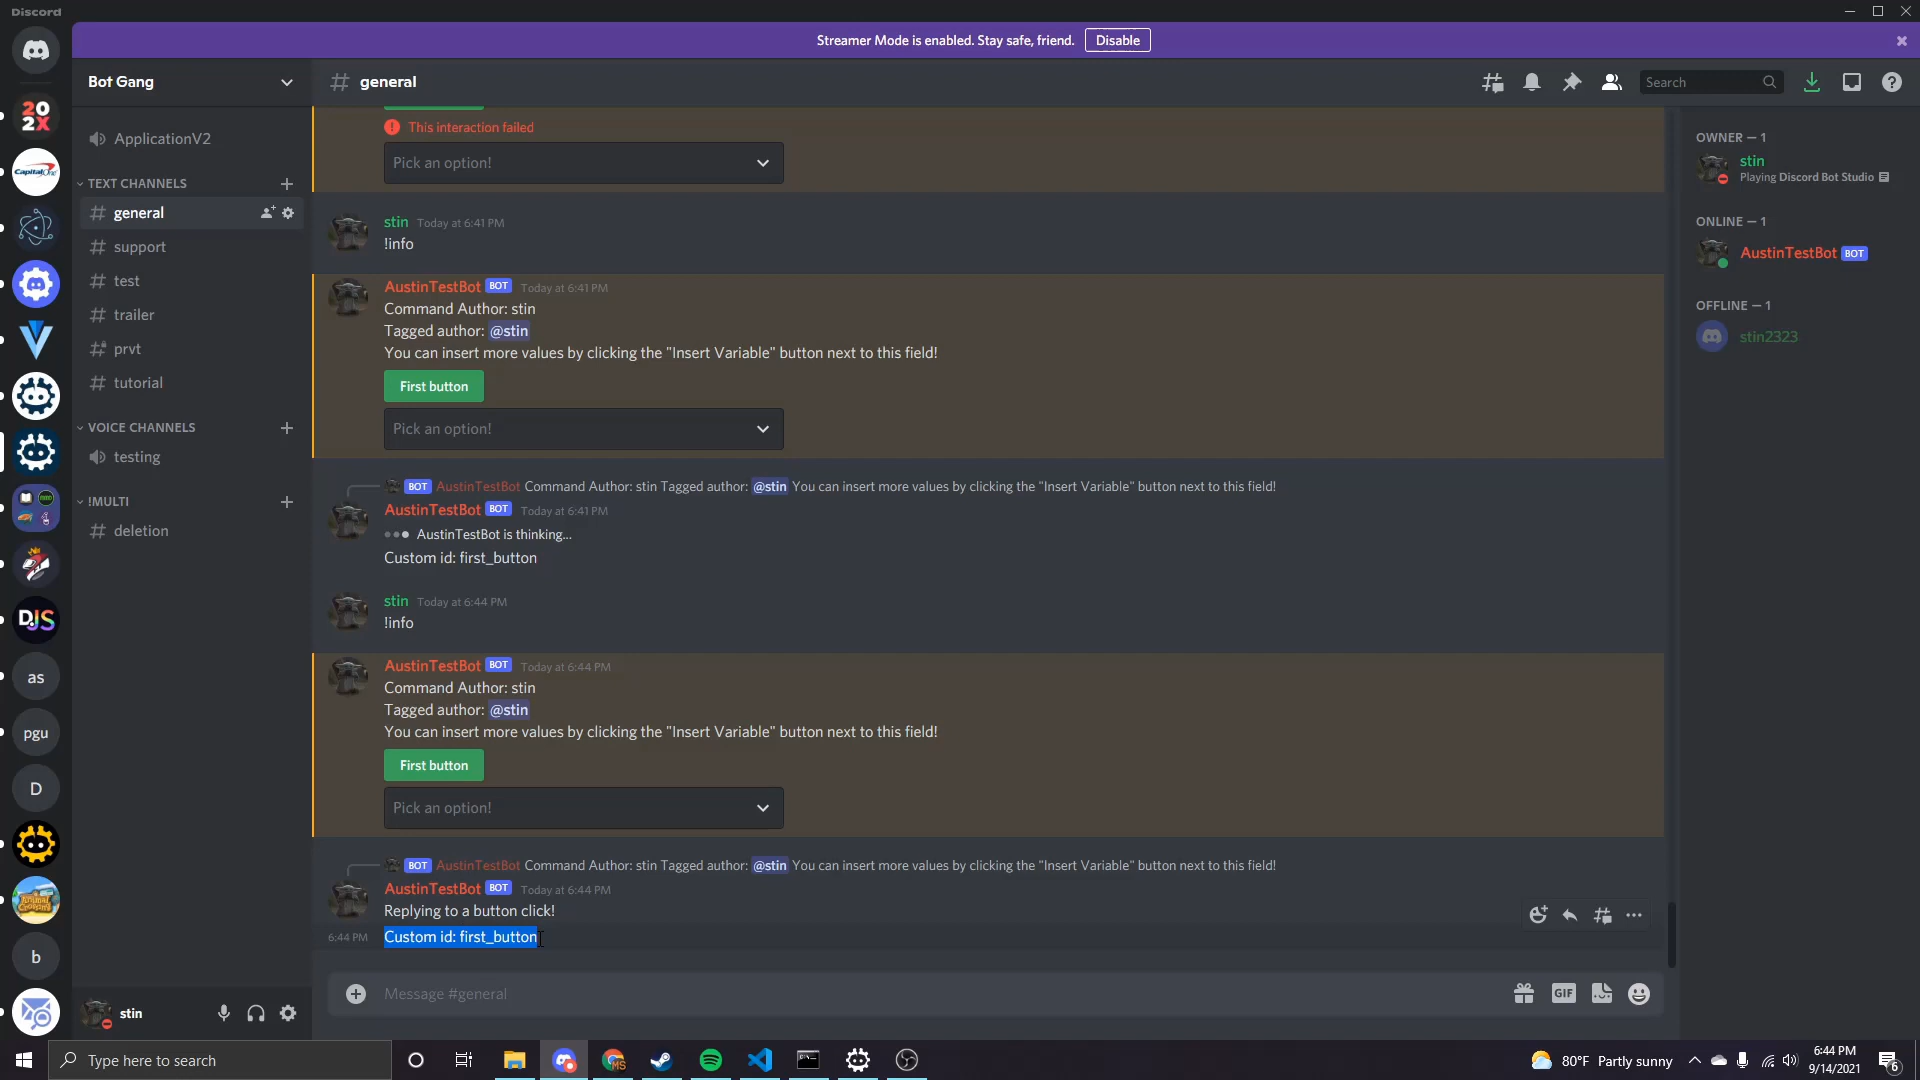 Discord
Streamer Mode is enabled. Stay safe, friend.
Disable
Bot Gang
general
Search
20
2X
Capital One
DJS
as
pgu
D
b
ApplicationV2
TEXT CHANNELS
general
support
test
trailer
prvt
tutorial
VOICE CHANNELS
testing
!MULTI
deletion
stin
This interaction failed
Pick an option!
stin Today at 6:41 PM
!info
AustinTestBot BOT Today at 6:41 PM
Command Author: stin
Tagged author: @stin
You can insert more values by clicking the "Insert Variable" button next to this field!
First button
Pick an option!
BOT AustinTestBot Command Author: stin Tagged author: @stin You can insert more values by clicking the "Insert Variable" button next to this field!
AustinTestBot BOT Today at 6:41 PM
AustinTestBot is thinking...
Custom id: first_button
stin Today at 6:44 PM
!info
AustinTestBot BOT Today at 6:44 PM
Command Author: stin
Tagged author: @stin
You can insert more values by clicking the "Insert Variable" button next to this field!
First button
Pick an option!
BOT AustinTestBot Command Author: stin Tagged author: @stin You can insert more values by clicking the "Insert Variable" button next to this field!
AustinTestBot BOT Today at 6:44 PM
Replying to a button click!
6:44 PM Custom id: first_button
Message #general
GIF
OWNER — 1
stin
Playing Discord Bot Studio
ONLINE — 1
AustinTestBot BOT
OFFLINE — 1
stin2323
Type here to search
MS
80°F Partly sunny
6:44 PM
9/14/2021
6